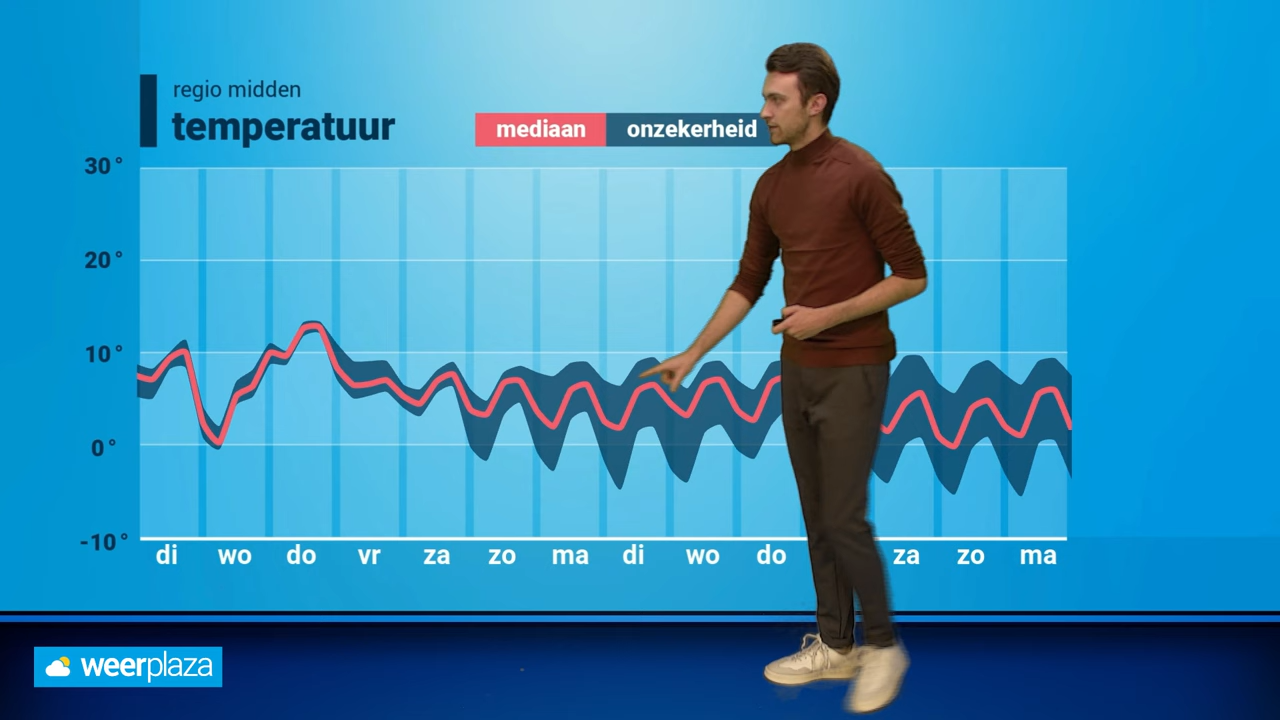 regio midden
temperatuur
mediaan onzekerheid
30°
20°
10°
0°
-10°
di wo do vr za zo ma di wo do za zo ma
weerplaza